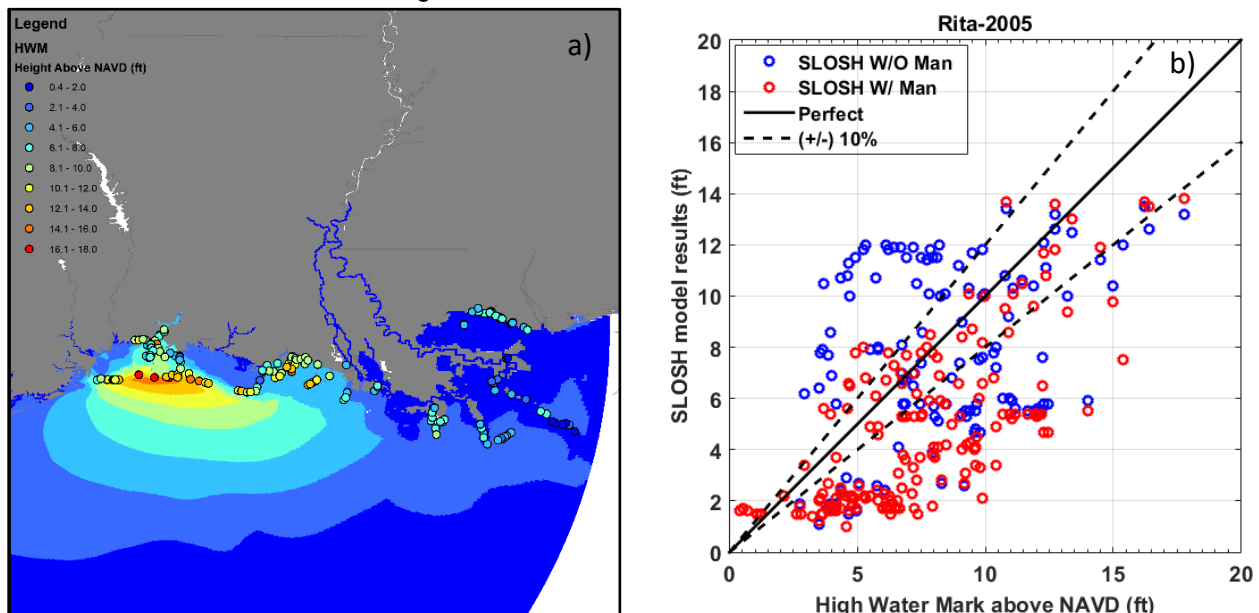 Legend
HWM
Height Above NAVD (ft)
0.4 - 2.0
2.1 - 4.0
4.1 - 6.0
6.1 - 8.0
8.1 - 10.0
10.1 - 12.0
12.1 - 14.0
14.1 - 16.0
16.1 - 18.0
a)
Rita-2005
b)
SLOSH W/O Man
SLOSH W/ Man
Perfect
(+/-) 10%
SLOSH model results (ft)
20
18
16
14
12
10
8
6
4
2
0
0 5 10 15 20
High Water Mark above NAVD (ft)